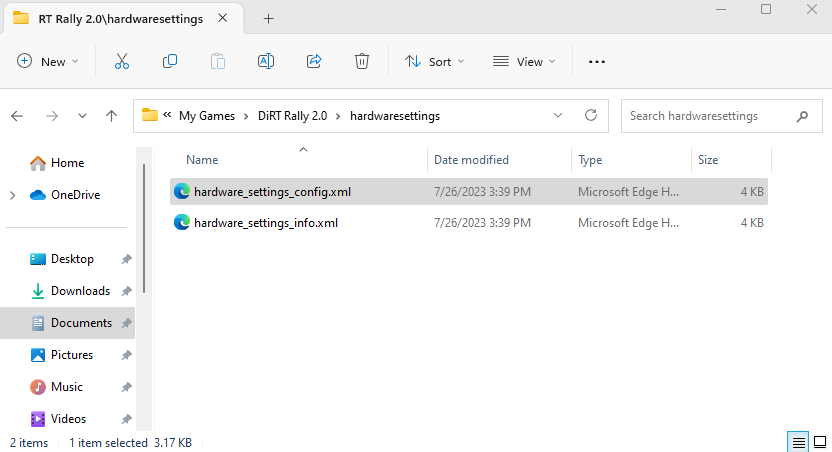 RT Rally 2.0\hardwaresettings
New
Sort
View
My Games > DiRT Rally 2.0 > hardwaresettings
Search hardwaresettings
Name Date modified Type Size
Home
OneDrive
Desktop
Downloads
Documents
Pictures
Music
Videos
hardware_settings_config.xml 7/26/2023 3:39 PM Microsoft Edge H... 4 KB
hardware_settings_info.xml 7/26/2023 3:39 PM Microsoft Edge H... 4 KB
2 items 1 item selected 3.17 KB